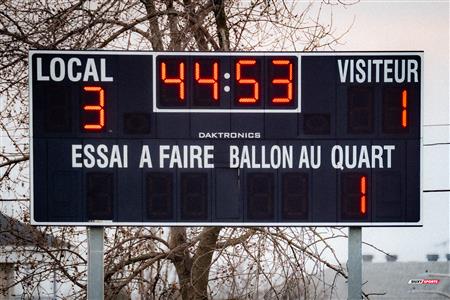 LOCAL 44:53 VISITEUR
3 1
DAKTRONICS
ESSAI A FAIRE BALLON AU QUART
1